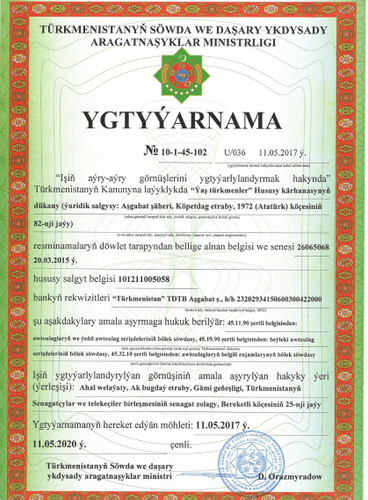 TÜRKMENISTANYŇ SÖWDA WE DAŞARY YKDYSADY
ARAGATNAŞYKLAR MINISTRLIGI
YGTYÝARNAMA
№ 10-1-45-102 U/036 11.05.2017 ý.
"Işiň aýry-aýry görnüşlerini ygtyýarlylandyrmak hakynda"
Türkmenistanyň Kanunyna laýyklykda "Ýaş türkmenler" Hususy kärhanasynyň
dükany (ýuridik salgysy: Aşgabat şäheri, Köpetdag etraby, 1972 (Atatürk) köçesiniň
82-nji jaýy)
resminamalaryň döwlet tarapyndan bellige alnan belgisi we senesi 26065068
20.03.2015 ý.
hususy salgyt belgisi 101211005058
bankyň rekwizitleri "Türkmenistan" TDTB Aşgabat ş., h/h 23202934150600300422000
şu aşakdakylary amala aşyrmaga hukuk berilýär: 45.11.90 şertli belgisinden:
awtoulaglaryň we ýeňil awtoulag serişdeleriniň bölek söwdasy, 45.19.90 şertli belgisinden: beýleki awtoulag
serişdeleriniň bölek söwdasy, 45.32.10 şertli belgisinden: awtoulaglaryň belgili enjamlarynyň bölek söwdasy
Işiň ygtyýarlylandyrylýan görnüşiniň amala aşyrylýan hakyky ýeri
(ýerleşişi): Ahal welaýaty, Ak bugdaý etraby, Gämi geňeşligi, Türkmenistanyň
Senagatçylar we telekeçiler birleşmesiniň senagat zolagy, Bereketli köçesiniň 25-nji jaýy
Ygtyýarnamanyň hereket edýän möhleti: 11.05.2017 ý.
11.05.2020 ý. çenli.
Türkmenistanyň Söwda we daşary
ykdysady aragatnaşyklar ministri D. Orazmyradow